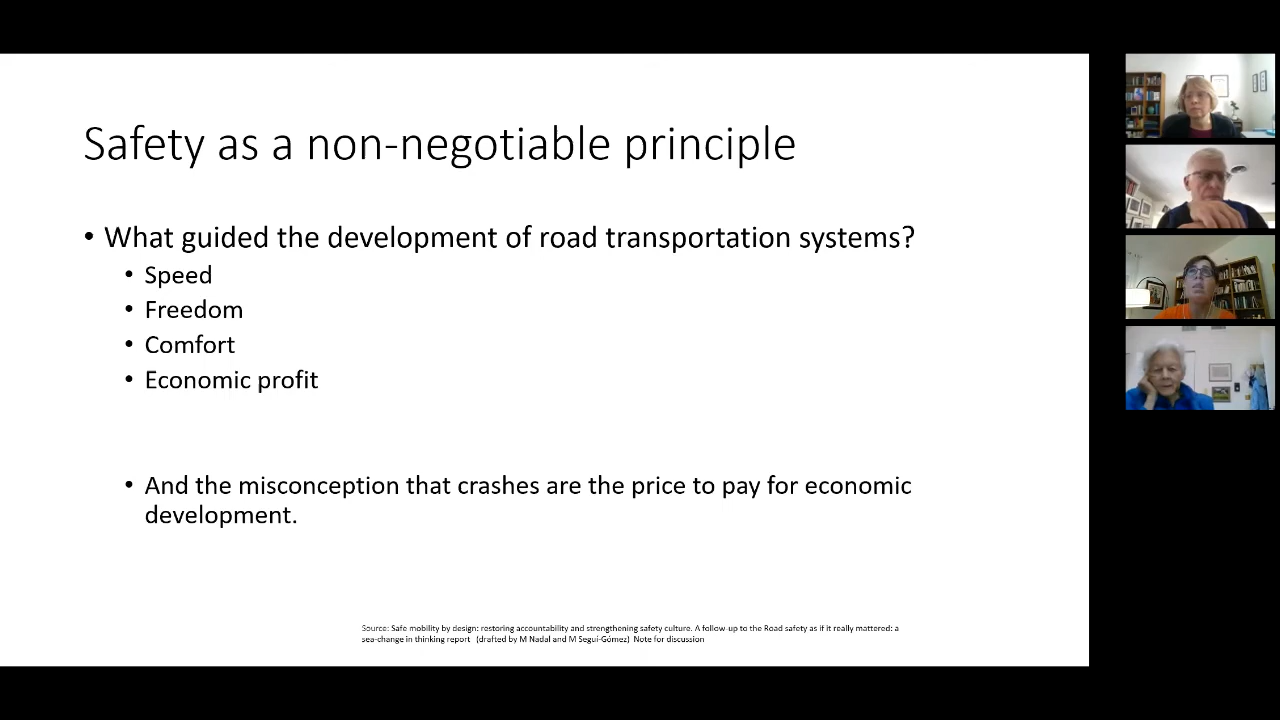 Safety as a non-negotiable principle
• What guided the development of road transportation systems?
• Speed
• Freedom
• Comfort
• Economic profit
• And the misconception that crashes are the price to pay for economic
development.
Source: Safe mobility by design: restoring accountability and strengthening safety culture. A follow-up to the Road safety as if it really mattered: a
sea-change in thinking report (drafted by M Nadal and M Seguí-Gómez) Note for discussion